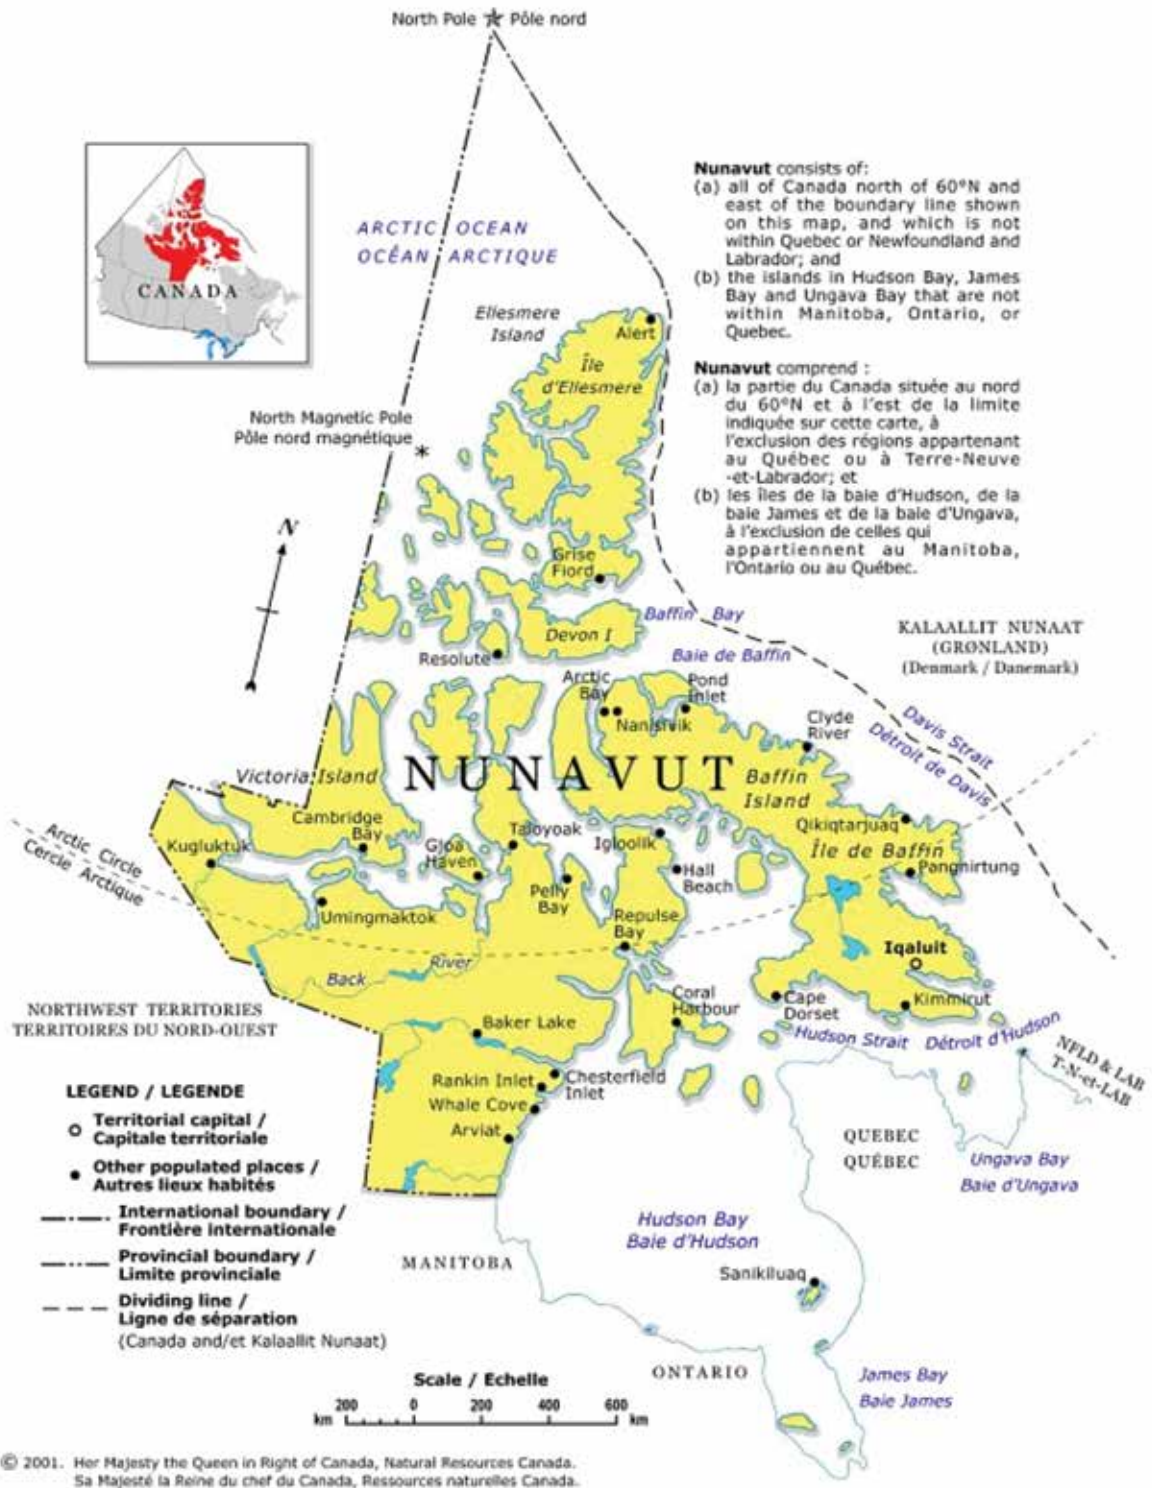 North Pole Pôle nord
CANADA
ARCTIC OCEAN
OCÉAN ARCTIQUE
Nunavut consists of:
(a) all of Canada north of 60°N and
east of the boundary line shown
on this map, and which is not
within Quebec or Newfoundland and
Labrador; and
(b) the islands in Hudson Bay, James
Bay and Ungava Bay that are not
within Manitoba, Ontario, or
Quebec.
Nunavut comprend :
(a) la partie du Canada située au nord
du 60°N et à l'est de la limite
indiquée sur cette carte, à
l'exclusion des régions appartenant
au Québec ou à Terre-Neuve
-et-Labrador; et
(b) les îles de la baie d'Hudson, de la
baie James et de la baie d'Ungava,
à l'exclusion de celles qui
appartiennent au Manitoba,
l'Ontario ou au Québec.
Ellesmere
Island
Alert
Île
d'Ellesmere
North Magnetic Pole
Pôle nord magnétique
*
N
Grise
Fiord
Devon I
Baffin Bay
Baie de Baffin
KALAALLIT NUNAAT
(GRØNLAND)
(Denmark / Danemark)
Resolute
Arctic
Bay
Nanisivik
Pond
Inlet
Clyde
River
Davis Strait
Détroit de Davis
NUNAVUT
Victoria Island
Baffin
Island
Cambridge
Bay
Kugluktuk
Arctic Circle
Cercle Arctique
Gjoa
Haven
Taloyoak
Igloolik
Qikiqtarjuaq
Île de Baffin
Pangnirtung
Hall
Beach
Pelly
Bay
Umingmaktok
Repulse
Bay
Iqaluit
Back River
NORTHWEST TERRITORIES
TERRITOIRES DU NORD-OUEST
Coral
Harbour
Cape
Dorset
Kimmirut
Hudson Strait Détroit d'Hudson
Baker Lake
NFLD & LAB
T-N-et-LAB
Rankin Inlet
Chesterfield
Inlet
Whale Cove
Arviat
QUEBEC
QUÉBEC
Ungava Bay
Baie d'Ungava
Hudson Bay
Baie d'Hudson
MANITOBA
Sanikiluaq
ONTARIO
James Bay
Baie James
LEGEND / LÉGENDE
Territorial capital /
Capitale territoriale
Other populated places /
Autres lieux habités
International boundary /
Frontière internationale
Provincial boundary /
Limite provinciale
Dividing line /
Ligne de séparation
(Canada and/et Kalaallit Nunaat)
Scale / Échelle
km 200 0 200 400 600 km
© 2001. Her Majesty the Queen in Right of Canada, Natural Resources Canada.
Sa Majesté la Reine du chef du Canada, Ressources naturelles Canada.